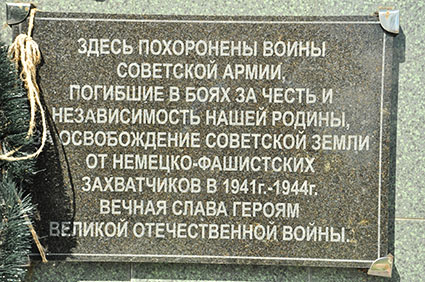 ЗДЕСЬ ПОХОРОНЕНЫ ВОИНЫ
СОВЕТСКОЙ АРМИИ,
ПОГИБШИЕ В БОЯХ ЗА ЧЕСТЬ И
НЕЗАВИСИМОСТЬ НАШЕЙ РОДИНЫ,
ОСВОБОЖДЕНИЕ СОВЕТСКОЙ ЗЕМЛИ
ОТ НЕМЕЦКО-ФАШИСТСКИХ
ЗАХВАТЧИКОВ В 1941г.-1944г.
ВЕЧНАЯ СЛАВА ГЕРОЯМ
ВЕЛИКОЙ ОТЕЧЕСТВЕННОЙ ВОЙНЫ.